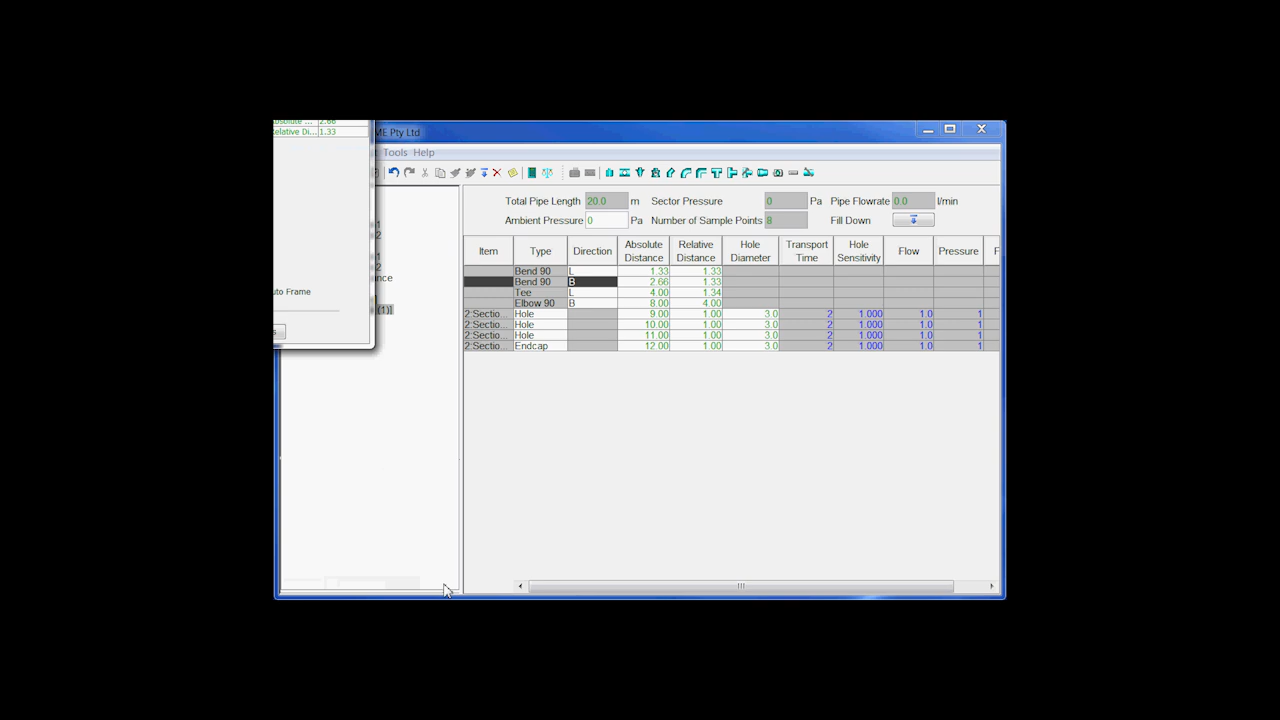 2.66
elative Di... 1.33
ME Pty Ltd
Tools Help
Total Pipe Length 20.0 m Sector Pressure 0 Pa Pipe Flowrate 0.0 l/min
Ambient Pressure 0 Pa Number of Sample Points 8 Fill Down
Item Type Direction Absolute Distance Relative Distance Hole Diameter Transport Time Hole Sensitivity Flow Pressure F
Bend 90 L 1.33 1.33
Bend 90 B 2.66 1.33
Tee L 4.00 1.34
Elbow 90 B 8.00 4.00
2:Sectio... Hole 9.00 1.00 3.0 2 1.000 1.0 1
2:Sectio... Hole 10.00 1.00 3.0 2 1.000 1.0 1
2:Sectio... Hole 11.00 1.00 3.0 2 1.000 1.0 1
2:Sectio... Endcap 12.00 1.00 3.0 2 1.000 1.0 1
1
2
1
2
nce
uto Frame
(1)]
s